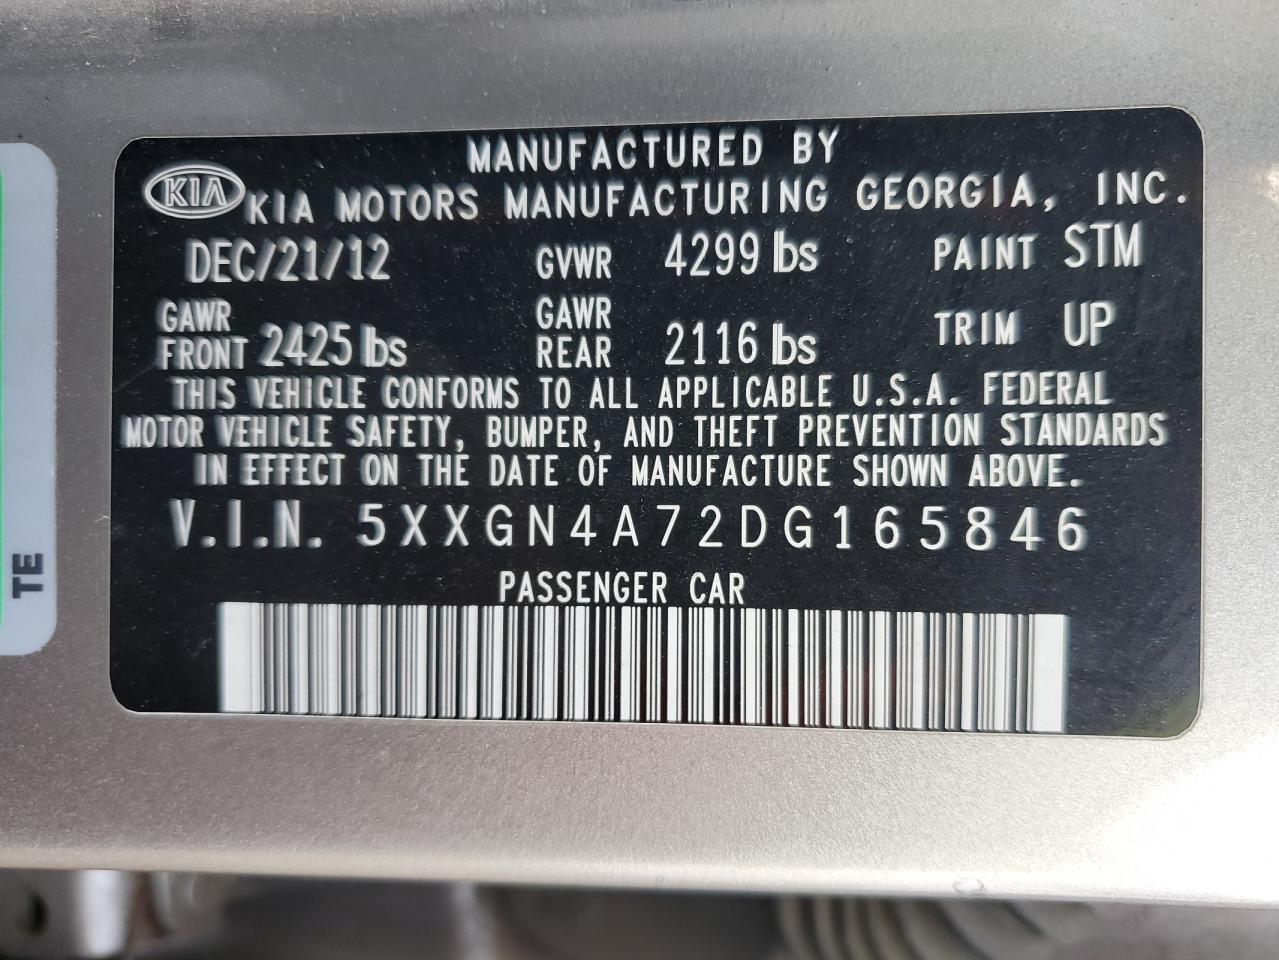 MANUFACTURED BY
KIA KIA MOTORS MANUFACTURING GEORGIA, INC.
DEC/21/12 GVWR 4299 lbs PAINT STM
GAWR FRONT 2425 lbs GAWR REAR 2116 lbs TRIM UP
THIS VEHICLE CONFORMS TO ALL APPLICABLE U.S.A. FEDERAL
MOTOR VEHICLE SAFETY, BUMPER, AND THEFT PREVENTION STANDARDS
IN EFFECT ON THE DATE OF MANUFACTURE SHOWN ABOVE.
V.I.N. 5XXGN4A72DG165846
PASSENGER CAR
TE